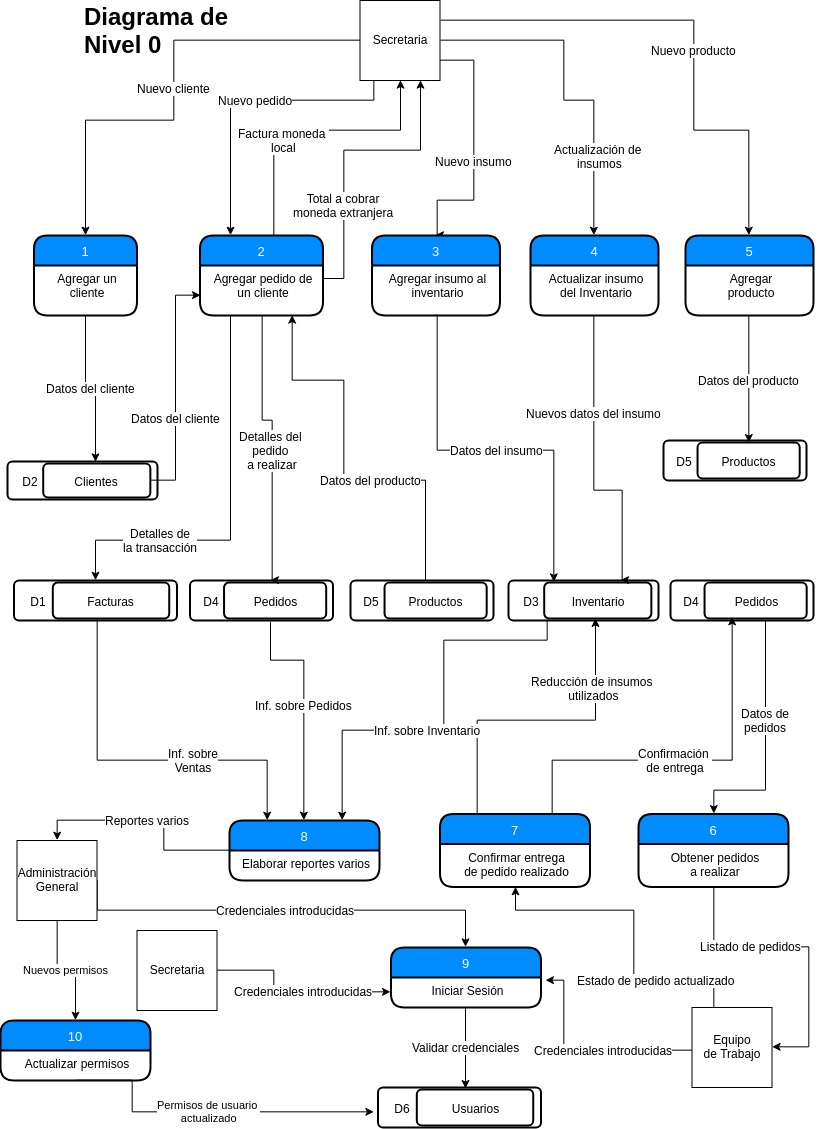 Diagrama de
Nivel 0
Secretaria
Nuevo producto
Nuevo cliente
Nuevo pedido
Factura moneda
local
Nuevo insumo
Actualización de
insumos
Total a cobrar
moneda extranjera
1
Agregar un
cliente
2
Agregar pedido de
un cliente
3
Agregar insumo al
inventario
4
Actualizar insumo
del Inventario
5
Agregar
producto
Datos del cliente
Datos del cliente
Detalles del
pedido
a realizar
Datos del producto
Datos del insumo
Nuevos datos del insumo
Datos del producto
D5
Productos
D2
Clientes
Detalles de
la transacción
D1
Facturas
D4
Pedidos
D5
Productos
D3
Inventario
D4
Pedidos
Inf. sobre
Ventas
Inf. sobre Pedidos
Inf. sobre Inventario
Reducción de insumos
utilizados
Confirmación
de entrega
Datos de
pedidos
Reportes varios
8
Elaborar reportes varios
7
Confirmar entrega
de pedido realizado
6
Obtener pedidos
a realizar
Administración
General
Credenciales introducidas
Listado de pedidos
Nuevos permisos
Secretaria
Credenciales introducidas
9
Iniciar Sesión
Estado de pedido actualizado
10
Actualizar permisos
Validar credenciales
Credenciales introducidas
Equipo
de Trabajo
Permisos de usuario
actualizado
D6
Usuarios